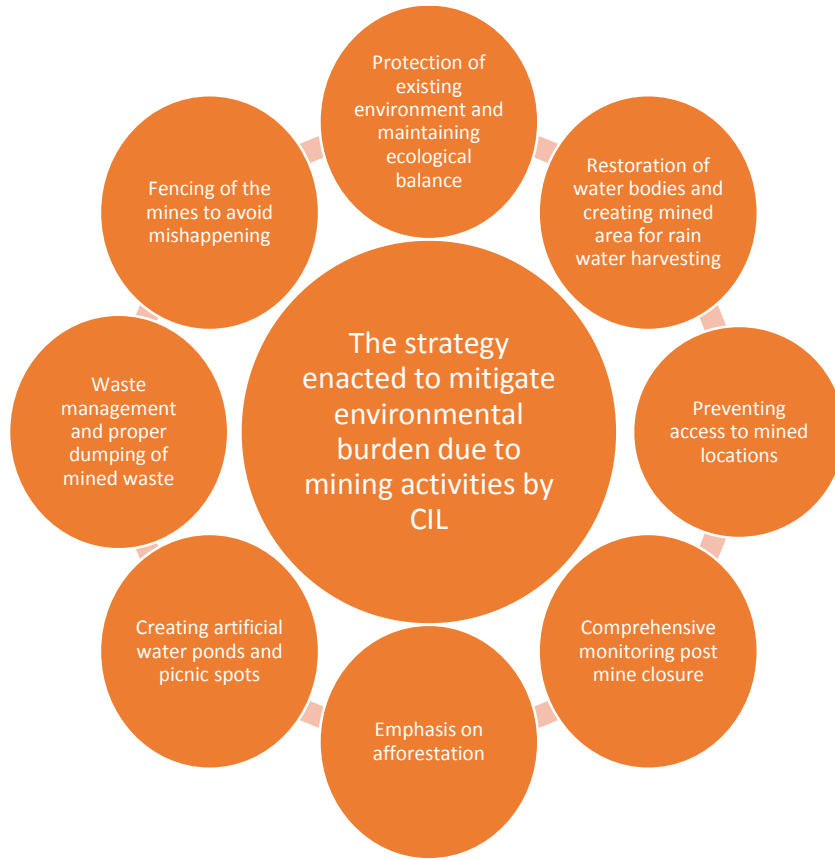 Protection of
existing
environment and
maintaining
ecological
balance
Restoration of
water bodies and
creating mined
area for rain
water harvesting
Preventing
access to mined
locations
Comprehensive
monitoring post
mine closure
Emphasis on
afforestation
Creating artificial
water ponds and
picnic spots
Waste
management
and proper
dumping of
mined waste
Fencing of the
mines to avoid
mishappening
The strategy
enacted to mitigate
environmental
burden due to
mining activities by
CIL